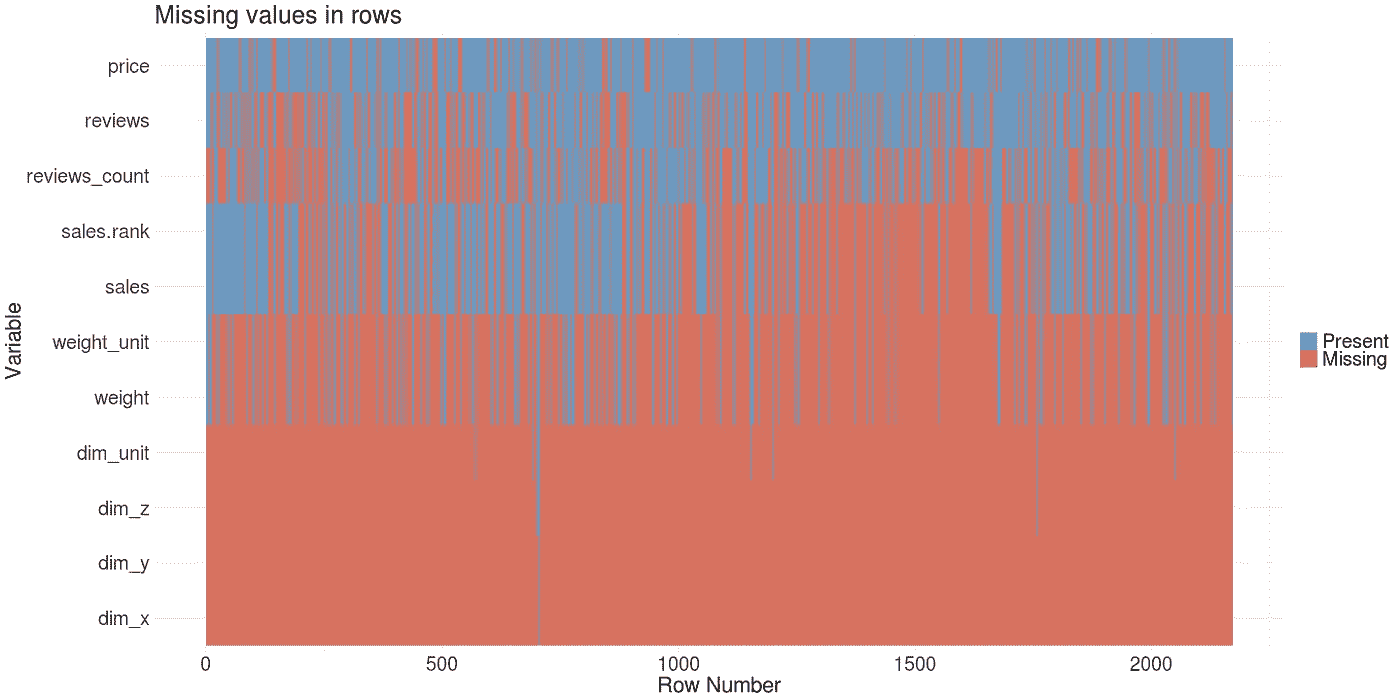 Missing values in rows
price
reviews
reviews_count
sales.rank
sales
weight_unit
weight
dim_unit
dim_z
dim_y
dim_x
Variable
Present
Missing
0 500 1000 1500 2000
Row Number